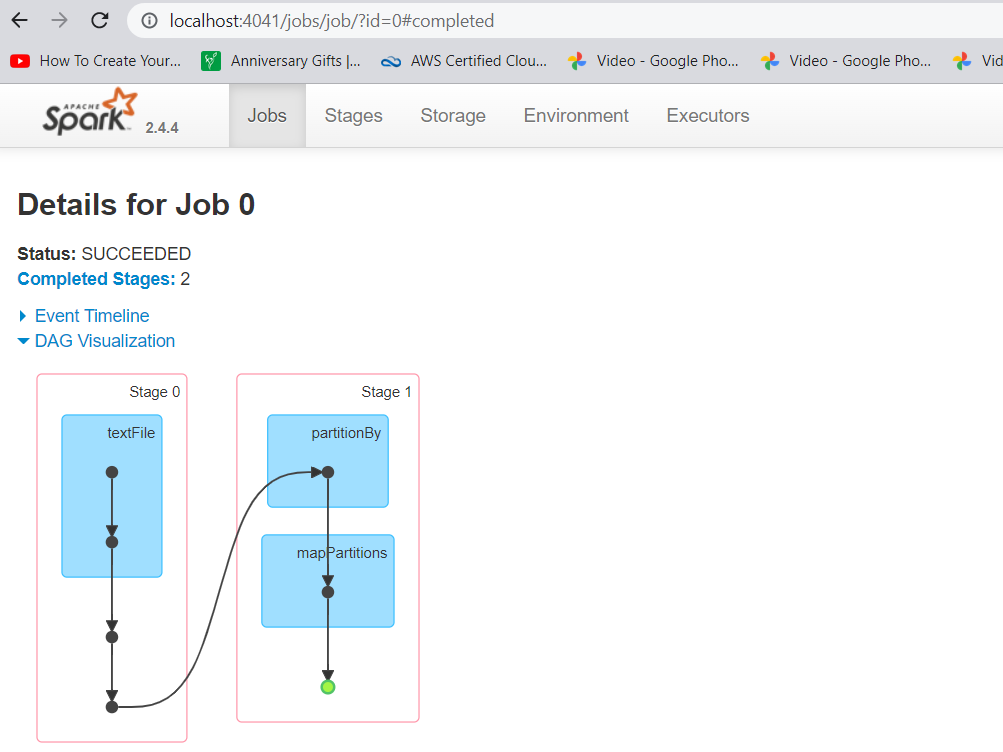 localhost:4041/jobs/job/?id=0#completed
How To Create Your... Anniversary Gifts |... AWS Certified Clou... Video - Google Pho... Video - Google Pho... Vid
APACHE Spark 2.4.4 Jobs Stages Storage Environment Executors
Details for Job 0
Status: SUCCEEDED
Completed Stages: 2
Event Timeline
DAG Visualization
Stage 0
textFile
Stage 1
partitionBy
mapPartitions